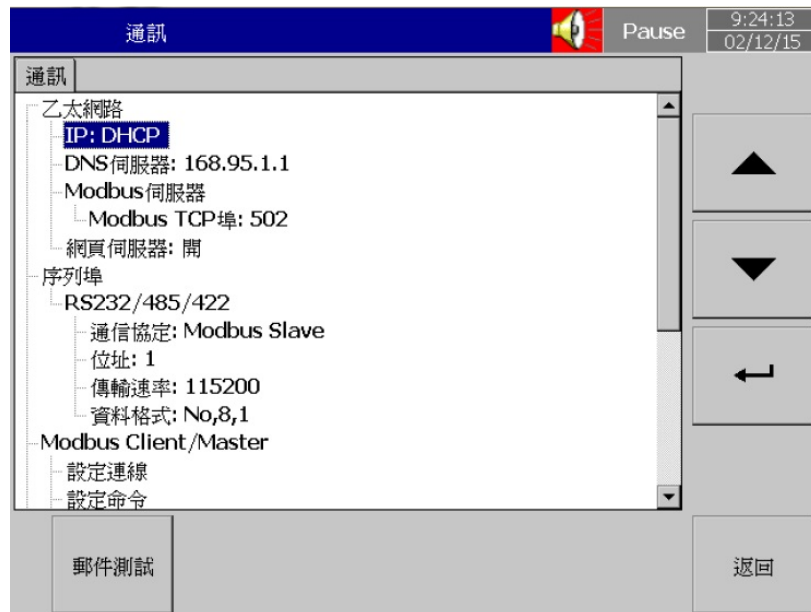 通訊
Pause
9:24:13
02/12/15
通訊
乙太網路
IP: DHCP
DNS伺服器: 168.95.1.1
Modbus伺服器
Modbus TCP埠: 502
網頁伺服器: 開
序列埠
RS232/485/422
通信協定: Modbus Slave
位址: 1
傳輸速率: 115200
資料格式: No,8,1
Modbus Client/Master
設定連線
設定命令
郵件測試
返回